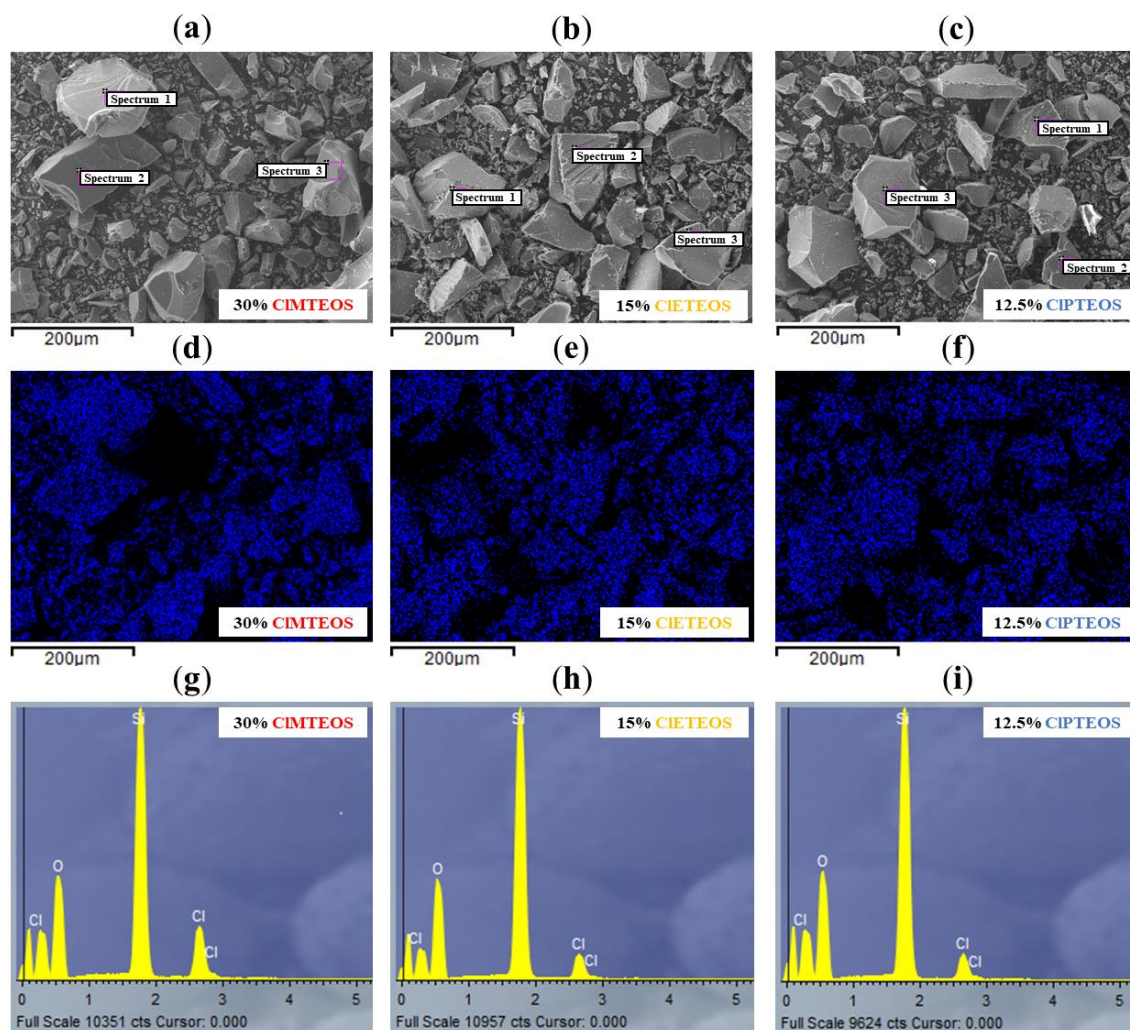 (a) (b) (c)
Spectrum 1
Spectrum 2
Spectrum 3
30% ClMTEOS
200µm
Spectrum 2
Spectrum 1
Spectrum 3
15% ClETEOS
200µm
Spectrum 1
Spectrum 3
Spectrum 2
12.5% ClPTEOS
200µm
(d) (e) (f)
30% ClMTEOS
200µm
15% ClETEOS
200µm
12.5% ClPTEOS
200µm
(g) (h) (i)
30% ClMTEOS
Si
O
Cl
Cl
Cl
0 1 2 3 4 5
Full Scale 10351 cts Cursor: 0.000
15% ClETEOS
Si
O
Cl
Cl
Cl
0 1 2 3 4 5
Full Scale 10957 cts Cursor: 0.000
12.5% ClPTEOS
Si
O
Cl
Cl
Cl
0 1 2 3 4 5
Full Scale 9624 cts Cursor: 0.000